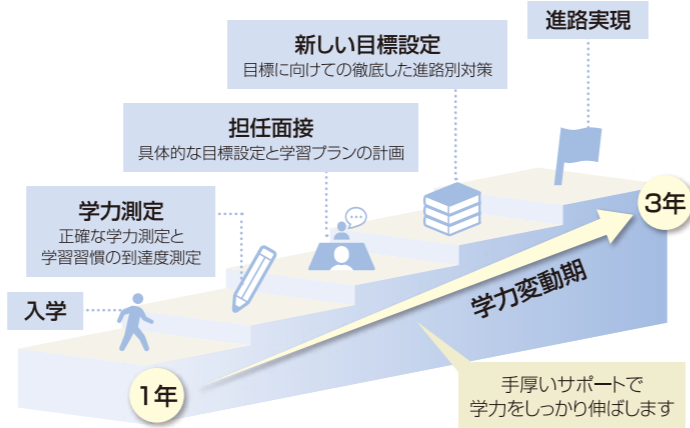 進路実現
新しい目標設定
目標に向けての徹底した進路別対策
担任面接
具体的な目標設定と学習プランの計画
学力測定
正確な学力測定と
学習習慣の到達度測定
入学
1年
3年
学力変動期
手厚いサポートで
学力をしっかり伸ばします